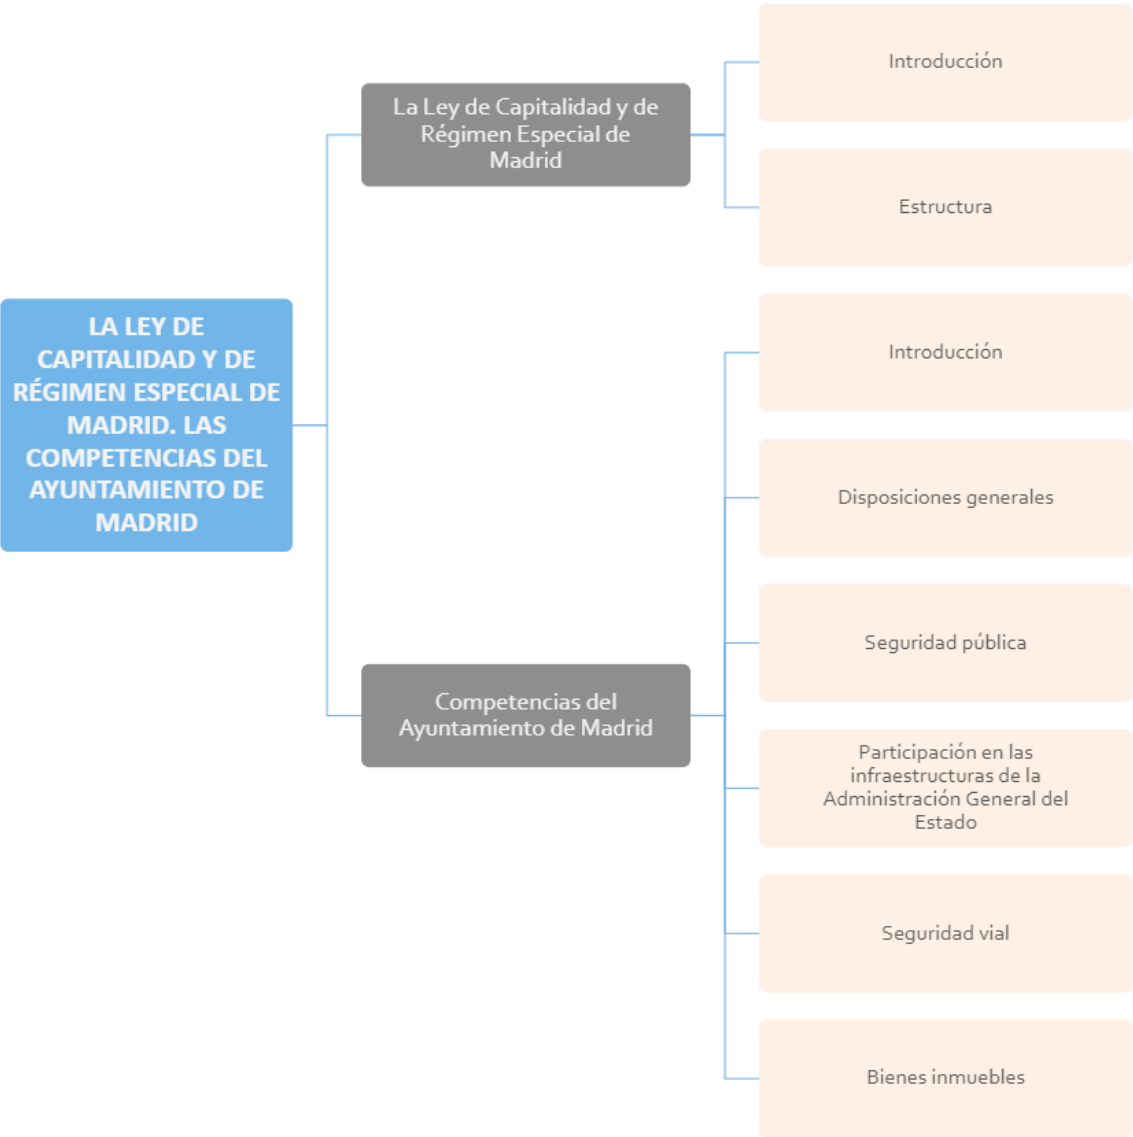 LA LEY DE
CAPITALIDAD Y DE
RÉGIMEN ESPECIAL DE
MADRID. LAS
COMPETENCIAS DEL
AYUNTAMIENTO DE
MADRID
La Ley de Capitalidad y de
Régimen Especial de
Madrid
Introducción
Estructura
Competencias del
Ayuntamiento de Madrid
Introducción
Disposiciones generales
Seguridad pública
Participación en las
infraestructuras de la
Administración General del
Estado
Seguridad vial
Bienes inmuebles